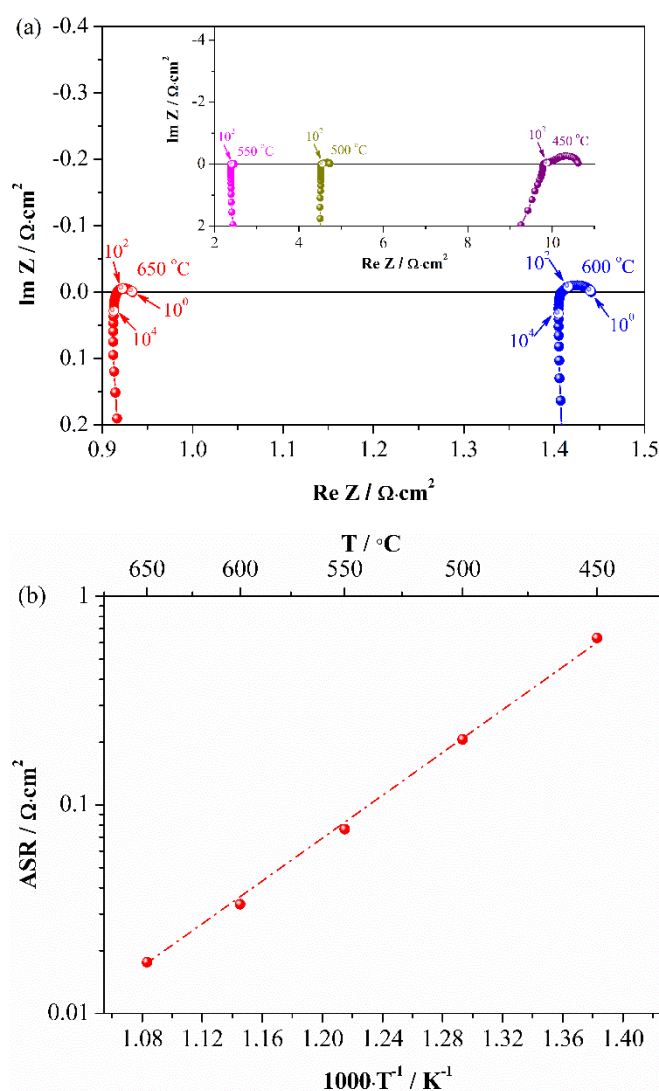 (a)
-0.4
-0.3
-0.2
-0.1
0.0
0.1
0.2
Im Z / Ω·cm²
0.9 1.0 1.1 1.2 1.3 1.4 1.5
Re Z / Ω·cm²
10² 650 °C
10⁰
10⁴
10² 600 °C
10⁰
10⁴
-4
-2
0
2
Im Z / Ω·cm²
10² 550 °C
10² 500 °C
10² 450 °C
2 4 6 8 10
Re Z / Ω·cm²
T / °C
650 600 550 500 450
(b)
1
0.1
0.01
ASR / Ω·cm²
1.08 1.12 1.16 1.20 1.24 1.28 1.32 1.36 1.40
1000·T⁻¹ / K⁻¹